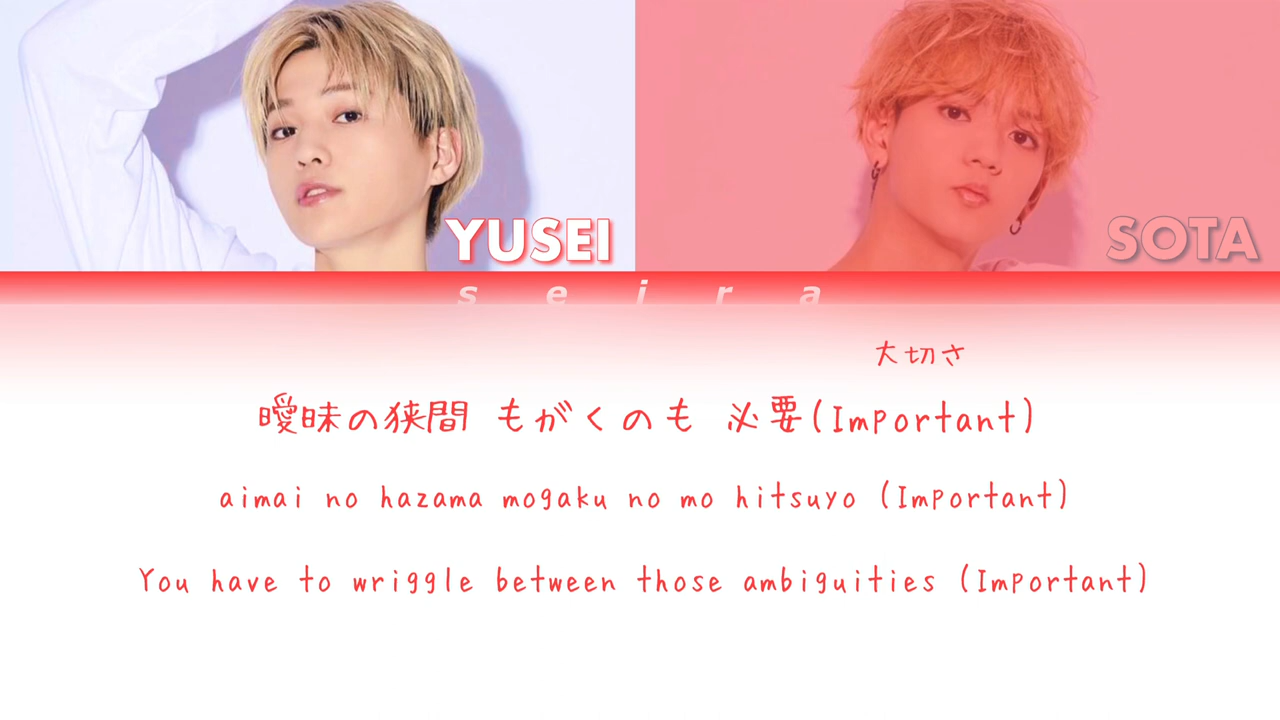 YUSEI
SOTA
seira
大切さ
曖昧の狭間 もがくのも 必要(Important)
aimai no hazama mogaku no mo hitsuyo (Important)
You have to wriggle between those ambiguities (Important)